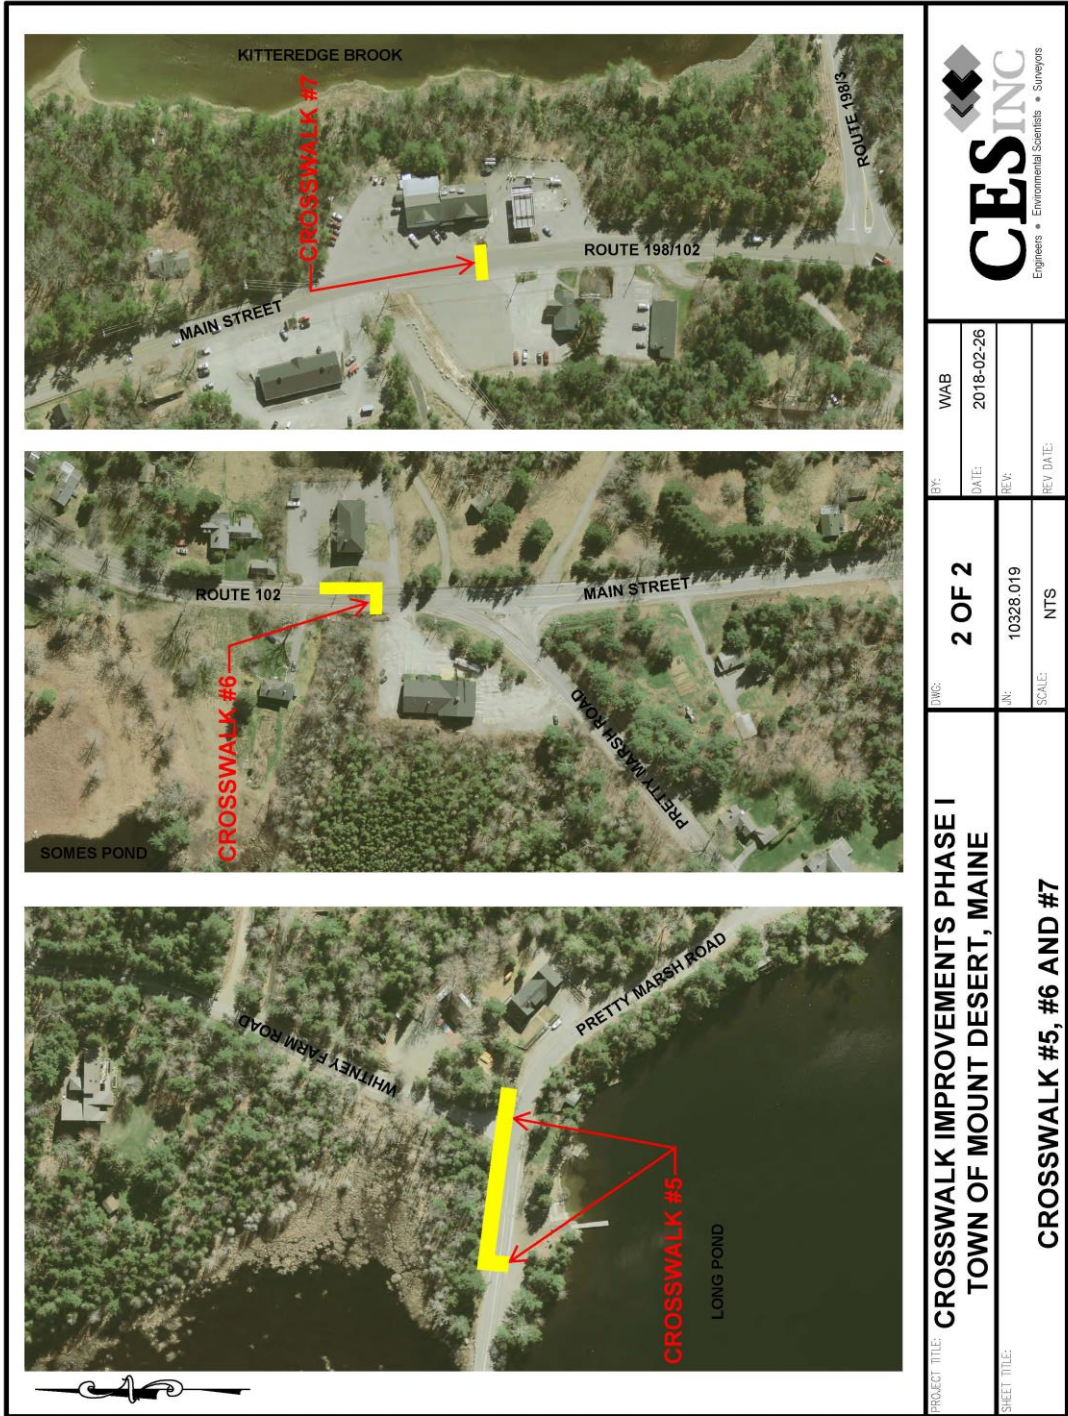 KITTEREDGE BROOK
CROSSWALK #7
ROUTE 198/3
ROUTE 198/102
MAIN STREET
ROUTE 102
MAIN STREET
CROSSWALK #6
PRETTY MARSH ROAD
SOMES POND
WHITNEY FARM ROAD
PRETTY MARSH ROAD
CROSSWALK #5
LONG POND
PROJECT TITLE: CROSSWALK IMPROVEMENTS PHASE I
TOWN OF MOUNT DESERT, MAINE
SHEET TITLE:
CROSSWALK #5, #6 AND #7
DWG: 2 OF 2
JN: 10328.019
SCALE: NTS
BY: WAB
DATE: 2018-02-26
REV:
REV DATE:
CES INC
Engineers • Environmental Scientists • Surveyors